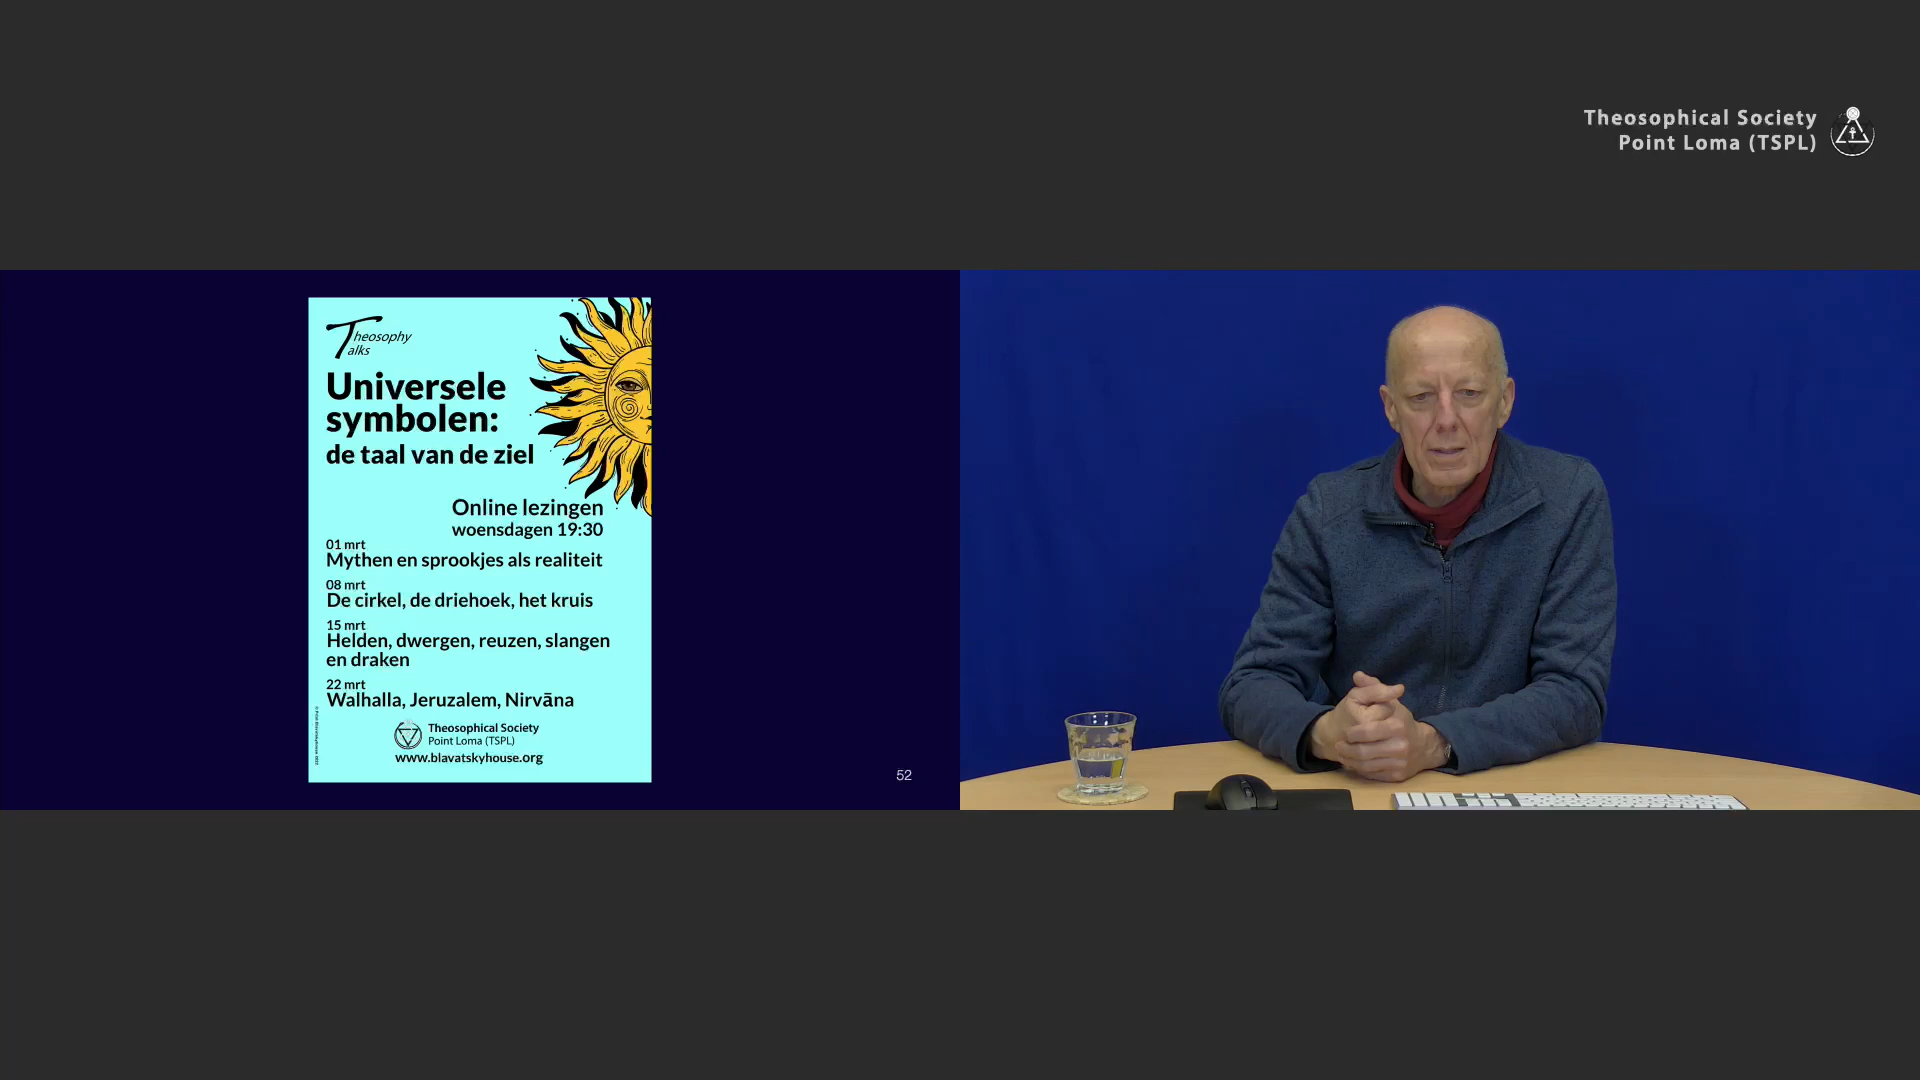 Theosophical Society
Point Loma (TSPL)
Theosophy
Talks
Universele
symbolen:
de taal van de ziel
Online lezingen
woensdagen 19:30
01 mrt
Mythen en sprookjes als realiteit
08 mrt
De cirkel, de driehoek, het kruis
15 mrt
Helden, dwergen, reuzen, slangen
en draken
22 mrt
Walhalla, Jeruzalem, Nirvāna
Theosophical Society
Point Loma (TSPL)
www.blavatskyhouse.org
52